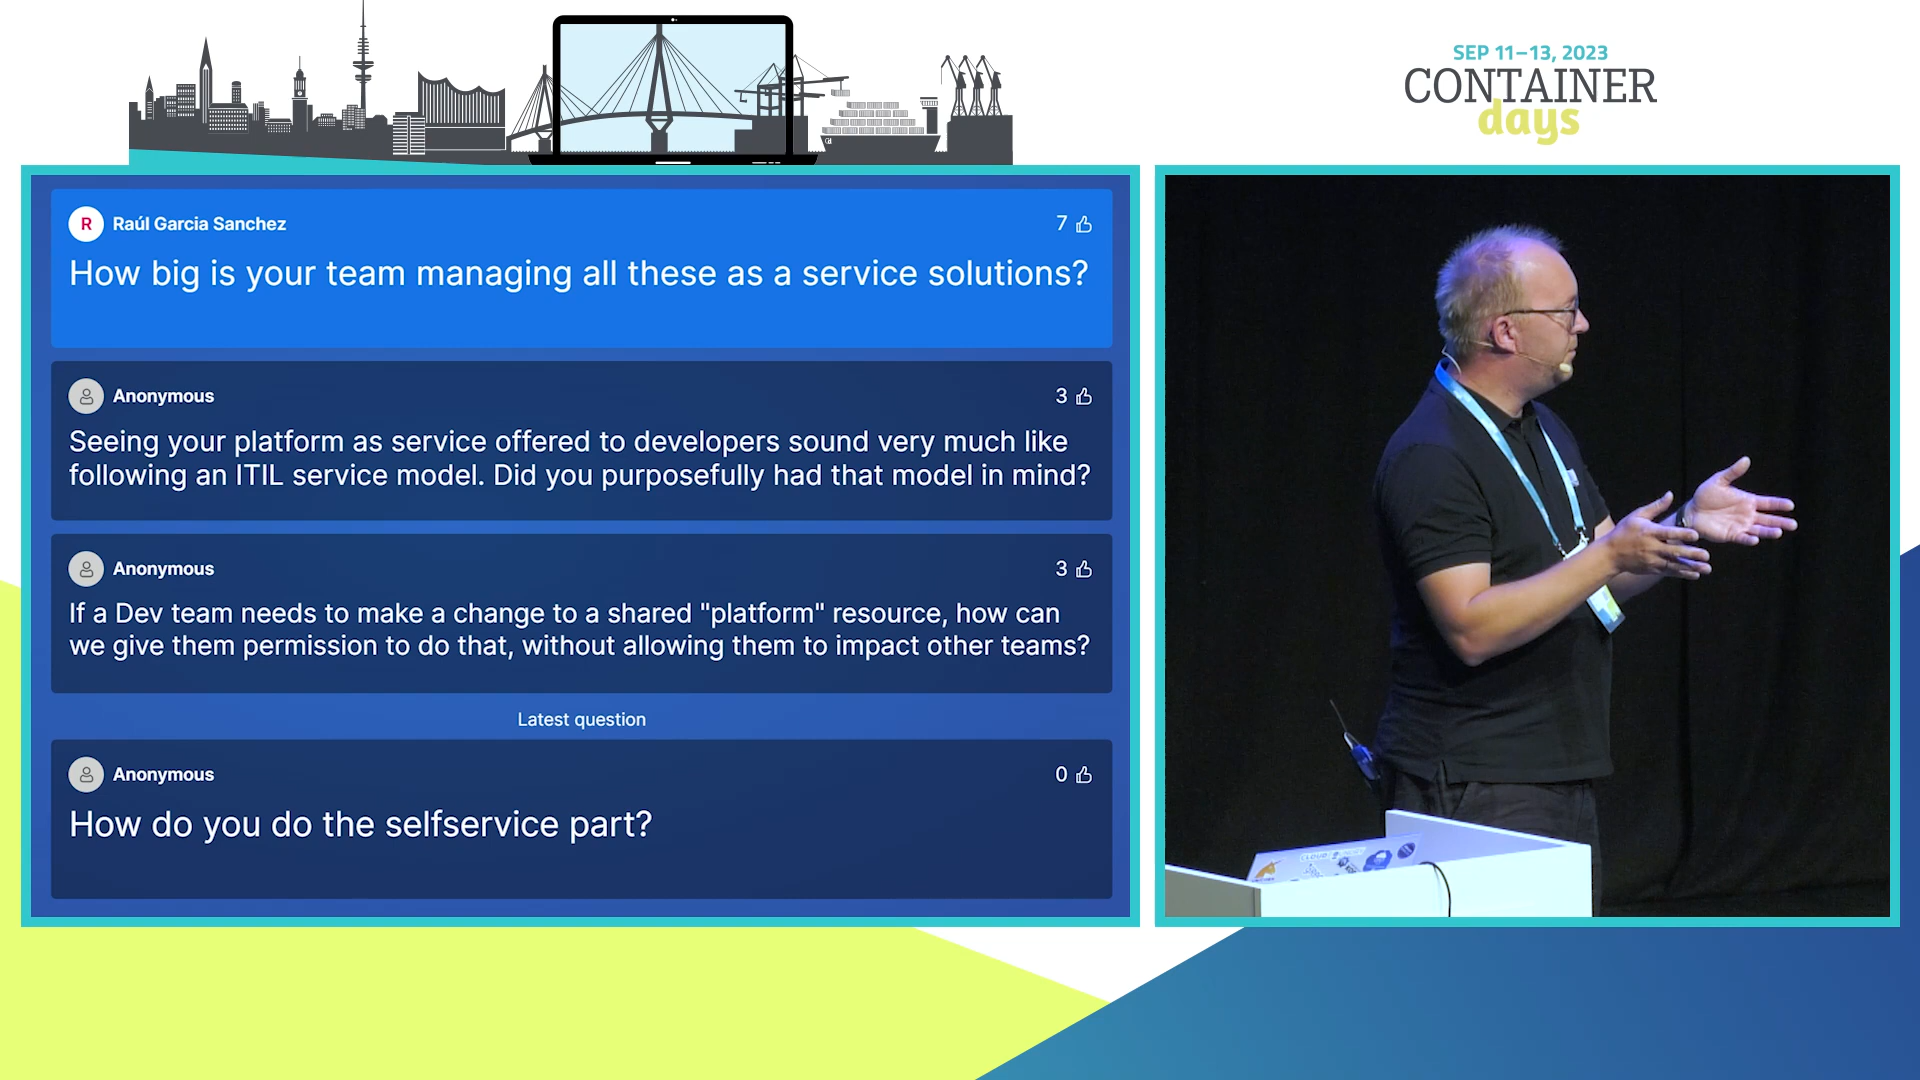 SEP 11–13, 2023
CONTAINER
days
R Raúl Garcia Sanchez 7
How big is your team managing all these as a service solutions?
Anonymous 3
Seeing your platform as service offered to developers sound very much like
following an ITIL service model. Did you purposefully had that model in mind?
Anonymous 3
If a Dev team needs to make a change to a shared "platform" resource, how can
we give them permission to do that, without allowing them to impact other teams?
Latest question
Anonymous 0
How do you do the selfservice part?